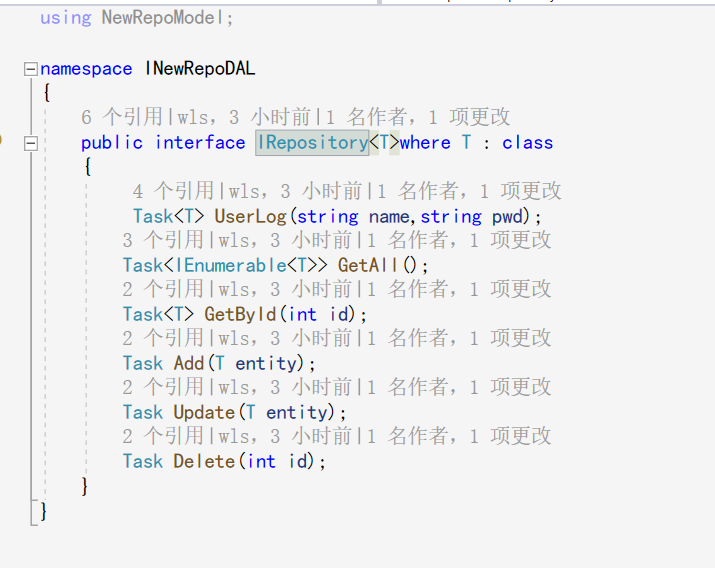 using NewRepoModel;
namespace INewRepoDAL
{
6 个引用|wls，3 小时前|1 名作者，1 项更改
public interface IRepository<T>where T : class
{
4 个引用|wls，3 小时前|1 名作者，1 项更改
Task<T> UserLog(string name,string pwd);
3 个引用|wls，3 小时前|1 名作者，1 项更改
Task<IEnumerable<T>> GetAll();
2 个引用|wls，3 小时前|1 名作者，1 项更改
Task<T> GetById(int id);
2 个引用|wls，3 小时前|1 名作者，1 项更改
Task Add(T entity);
2 个引用|wls，3 小时前|1 名作者，1 项更改
Task Update(T entity);
2 个引用|wls，3 小时前|1 名作者，1 项更改
Task Delete(int id);
}
}